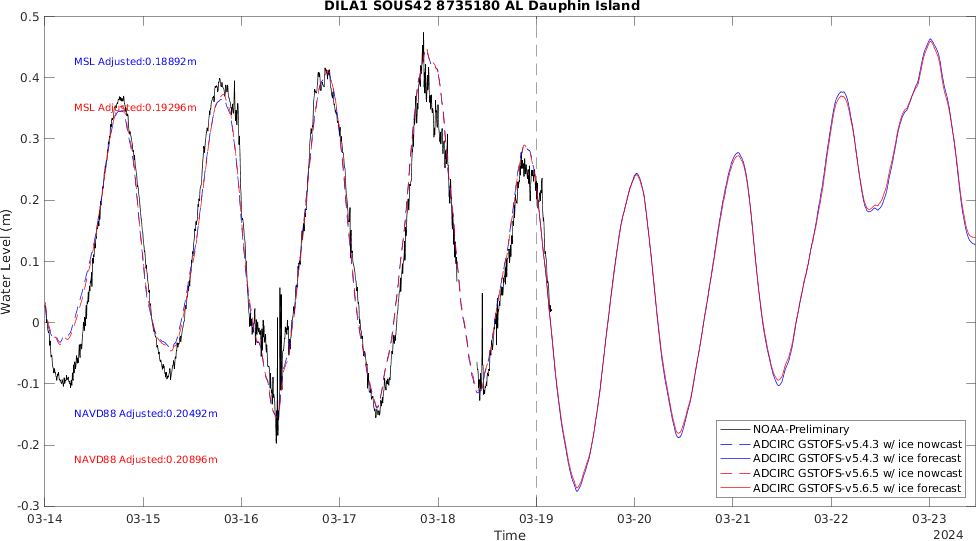 DILA1 SOUS42 8735180 AL Dauphin Island
0.5
0.4
0.3
0.2
0.1
0
-0.1
-0.2
-0.3
Water Level (m)
MSL Adjusted:0.18892m
MSL Adjusted:0.19296m
NAVD88 Adjusted:0.20492m
NAVD88 Adjusted:0.20896m
NOAA-Preliminary
ADCIRC GSTOFS-v5.4.3 w/ ice nowcast
ADCIRC GSTOFS-v5.4.3 w/ ice forecast
ADCIRC GSTOFS-v5.6.5 w/ ice nowcast
ADCIRC GSTOFS-v5.6.5 w/ ice forecast
03-14 03-15 03-16 03-17 03-18 03-19 03-20 03-21 03-22 03-23
Time
2024